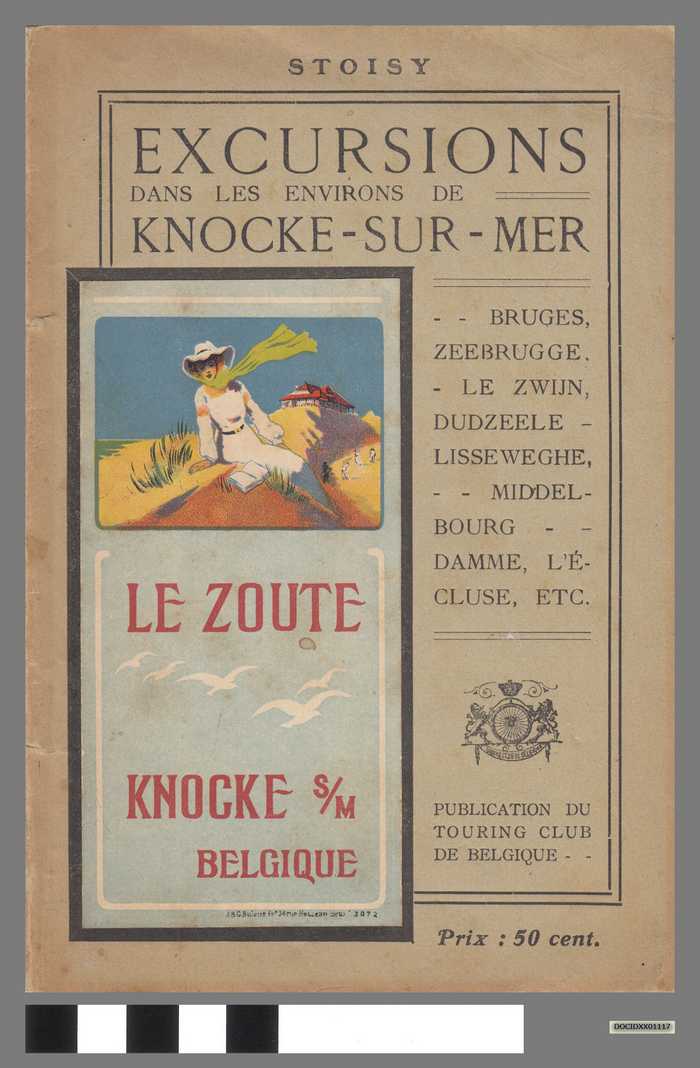 STOISY
EXCURSIONS
DANS LES ENVIRONS DE
KNOCKE-SUR-MER
- - BRUGES,
ZEEBRUGGE,
- LE ZWIJN,
DUDZEELE -
LISSEWEGHE,
- - MIDDEL-
BOURG - -
DAMME, L'É-
CLUSE, ETC.
LE ZOUTE
KNOCKE S/M
BELGIQUE
3072
PUBLICATION DU
TOURING CLUB
DE BELGIQUE - -
Prix : 50 cent.
DOCIDXX01117